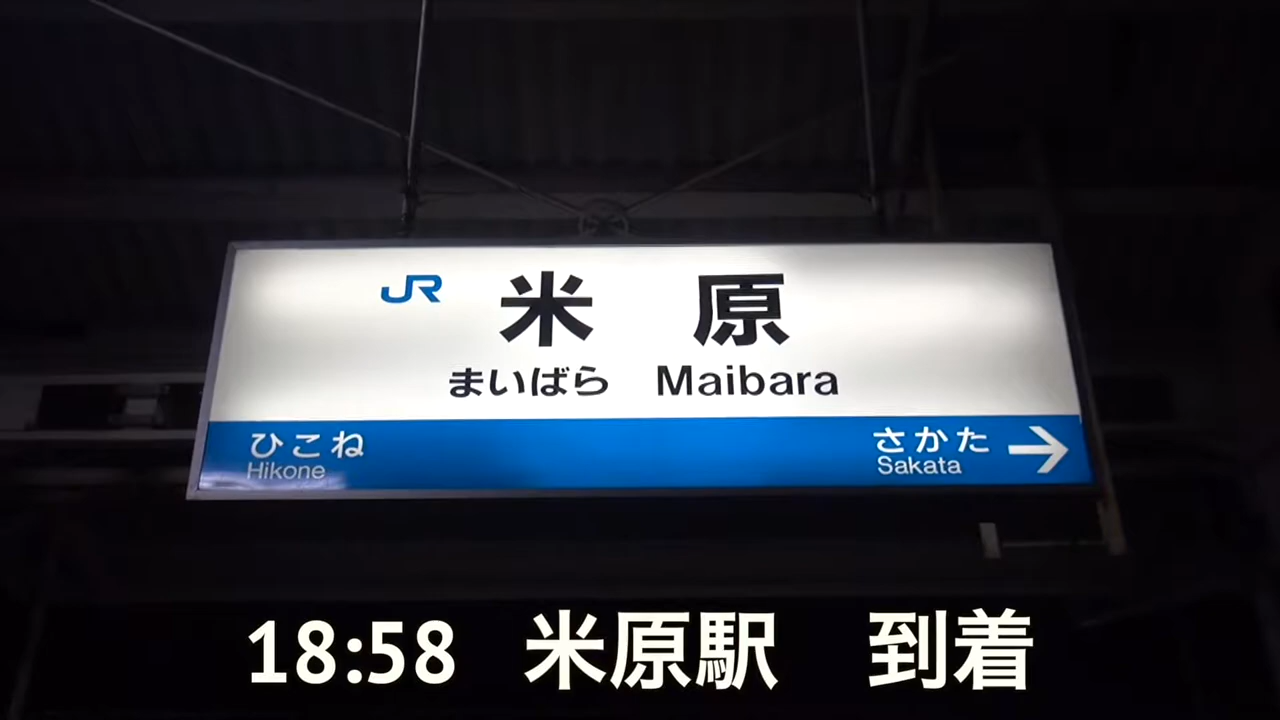 JR 米原
まいばら Maibara
ひこね さかた →
Hikone Sakata
18:58 米原駅 到着